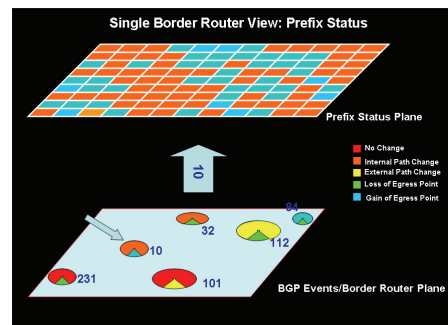 Single Border Router View: Prefix Status
Prefix Status Plane
No Change
Internal Path Change
External Path Change
Loss of Egress Point
Gain of Egress Point
10
84
32
112
10
231
101
BGP Events/Border Router Plane